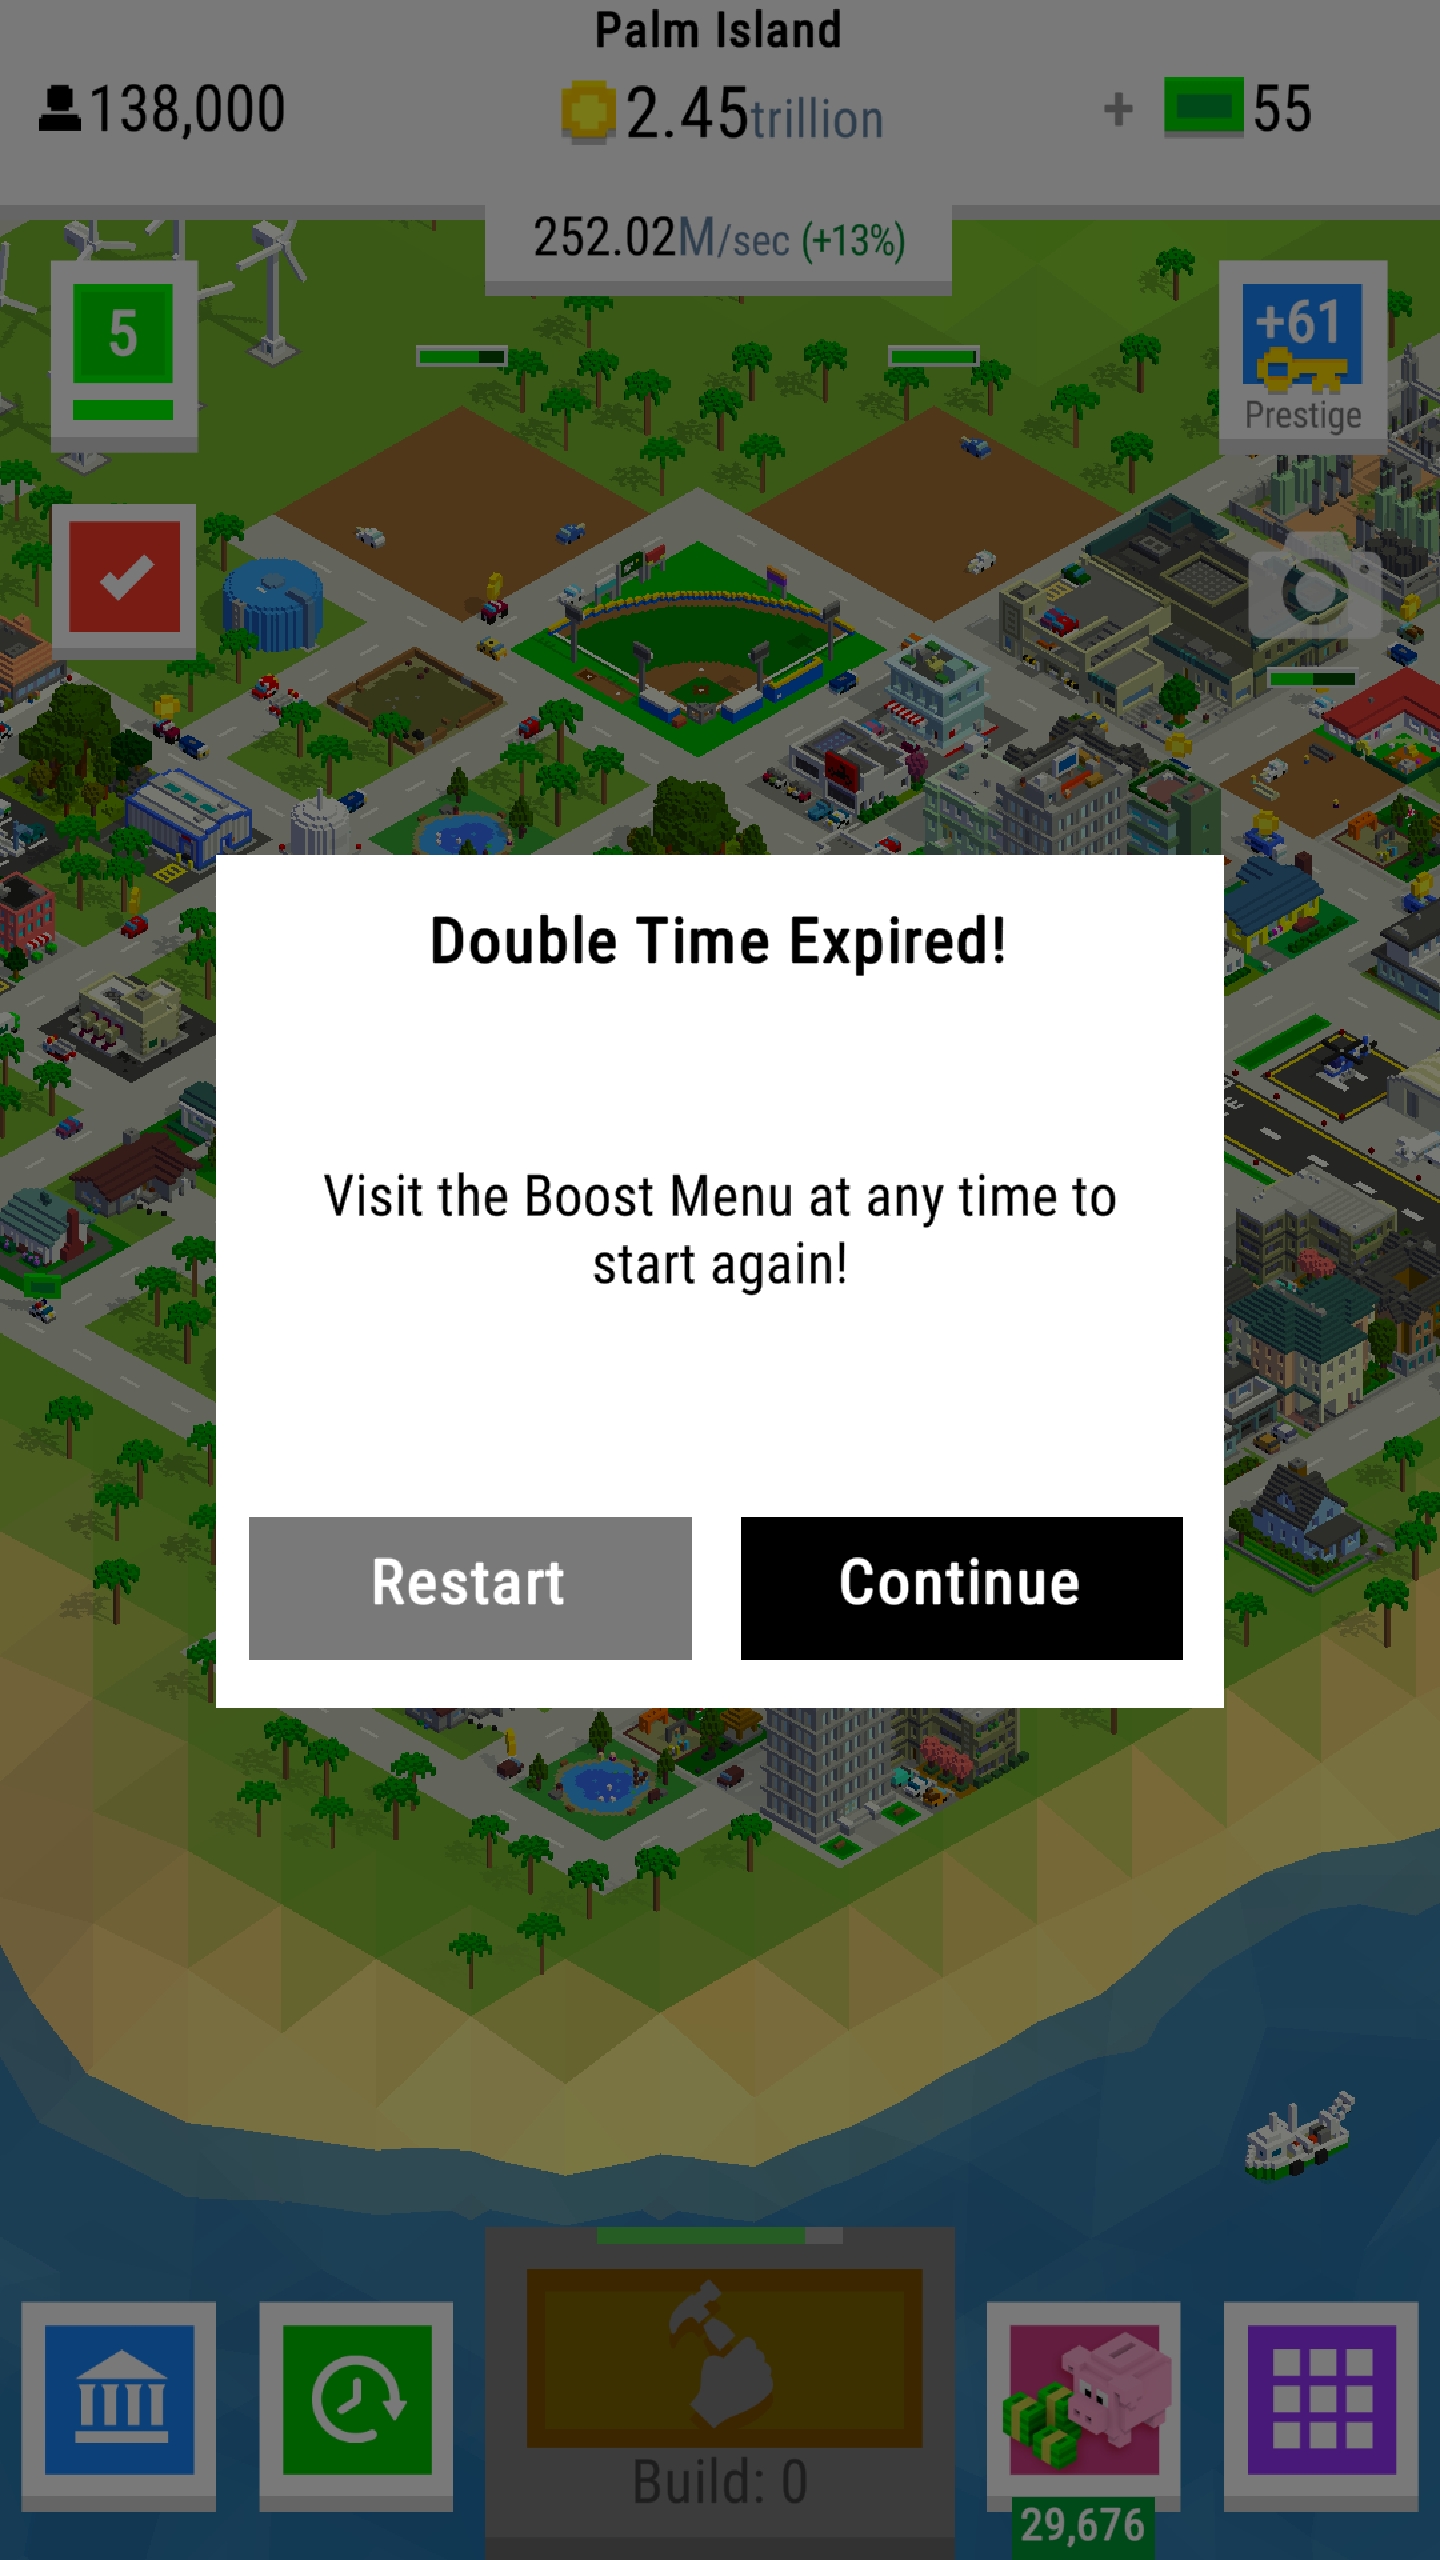 Palm Island
138,000
2.45trillion
+ 55
252.02M/sec (+13%)
5
+61
Prestige
Double Time Expired!
Visit the Boost Menu at any time to
start again!
Restart
Continue
Build: 0
29,676